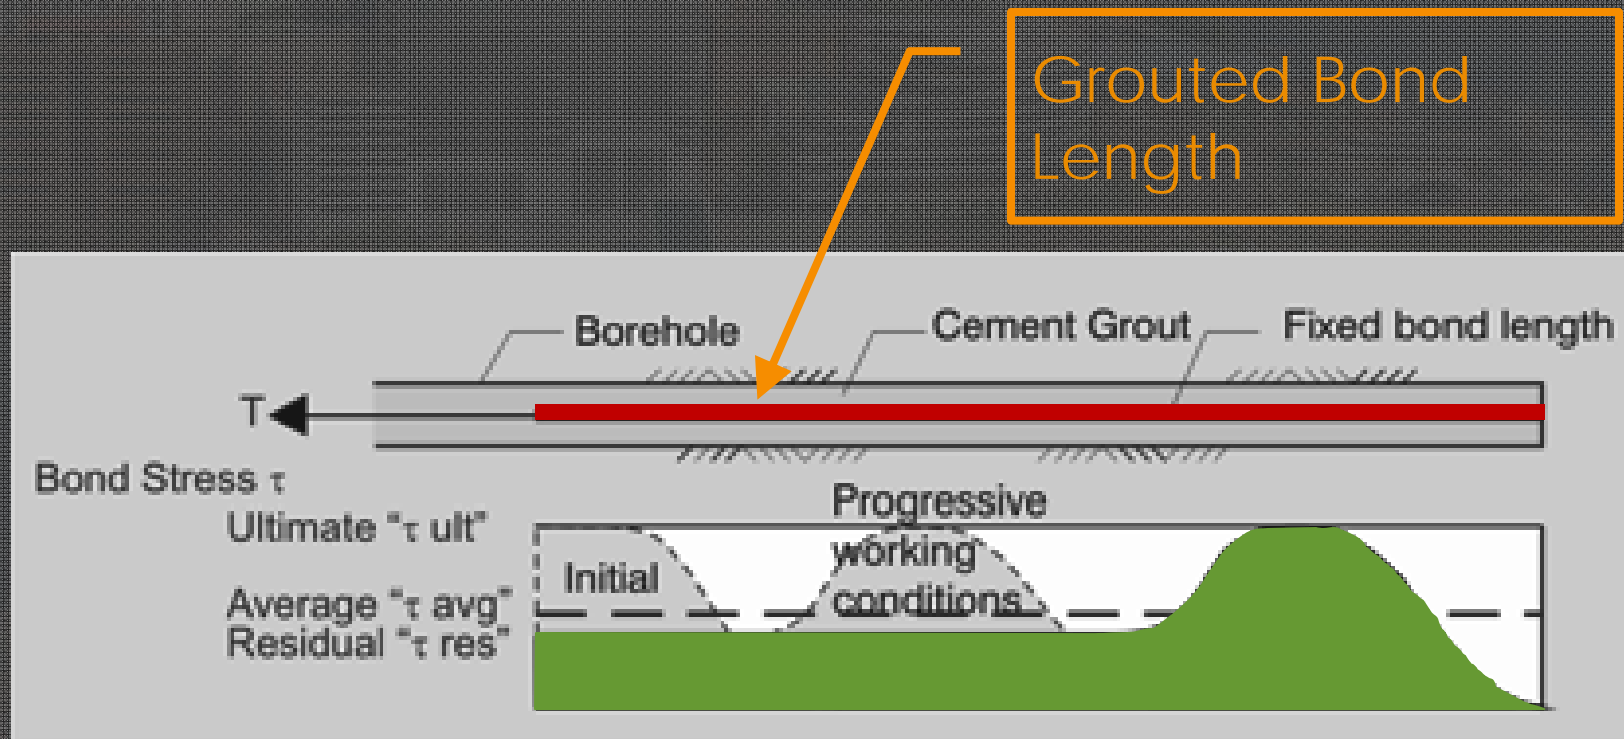 Grouted Bond
Length
Borehole
Cement Grout
Fixed bond length
T
Bond Stress τ
Ultimate “τ ult”
Average “τ avg”
Residual “τ res”
Initial
Progressive
working
conditions